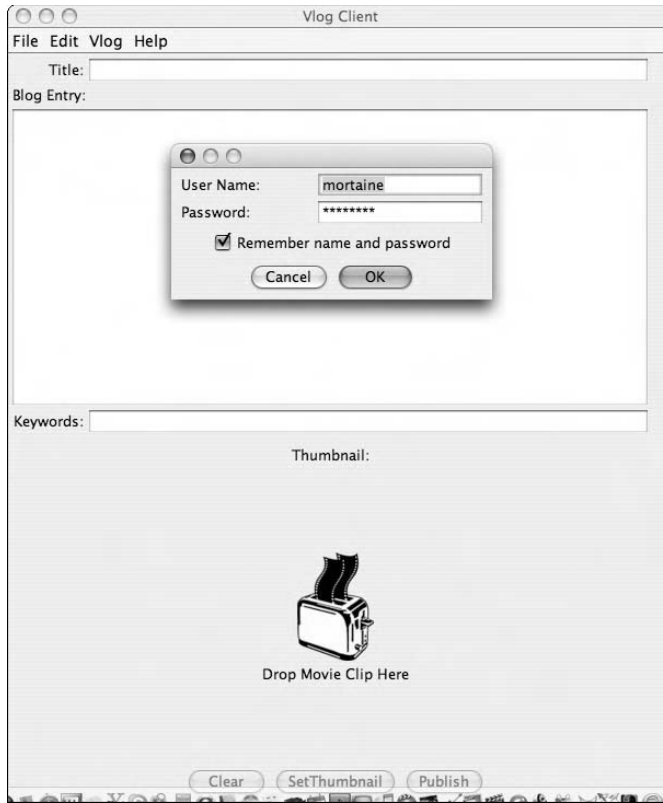 Vlog Client
File Edit Vlog Help
Title:
Blog Entry:
User Name: mortaine
Password: ********
Remember name and password
Cancel OK
Keywords:
Thumbnail:
Drop Movie Clip Here
Clear SetThumbnail Publish